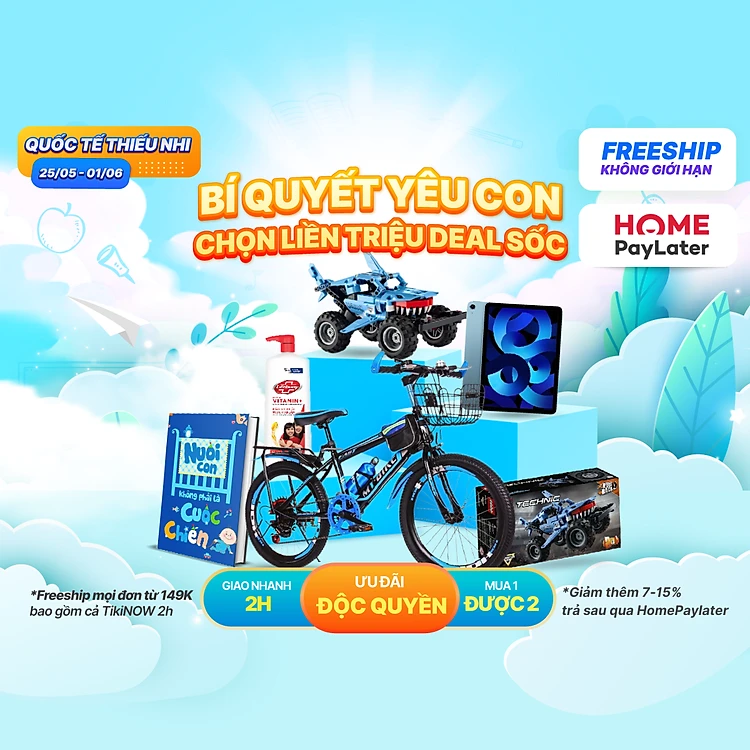 QUỐC TẾ THIẾU NHI
25/05 - 01/06
FREESHIP
KHÔNG GIỚI HẠN
HOME
PayLater
BÍ QUYẾT YÊU CON
CHỌN LIỀN TRIỆU DEAL SỐC
Lifebuoy
VITAMIN+
Nuôi
con
không phải là
cuộc
chiến
TECHNIC
*Freeship mọi đơn từ 149K
bao gồm cả TikiNOW 2h
GIAO NHANH
2H
ƯU ĐÃI
ĐỘC QUYỀN
MUA 1
ĐƯỢC 2
*Giảm thêm 7-15%
trả sau qua HomePaylater